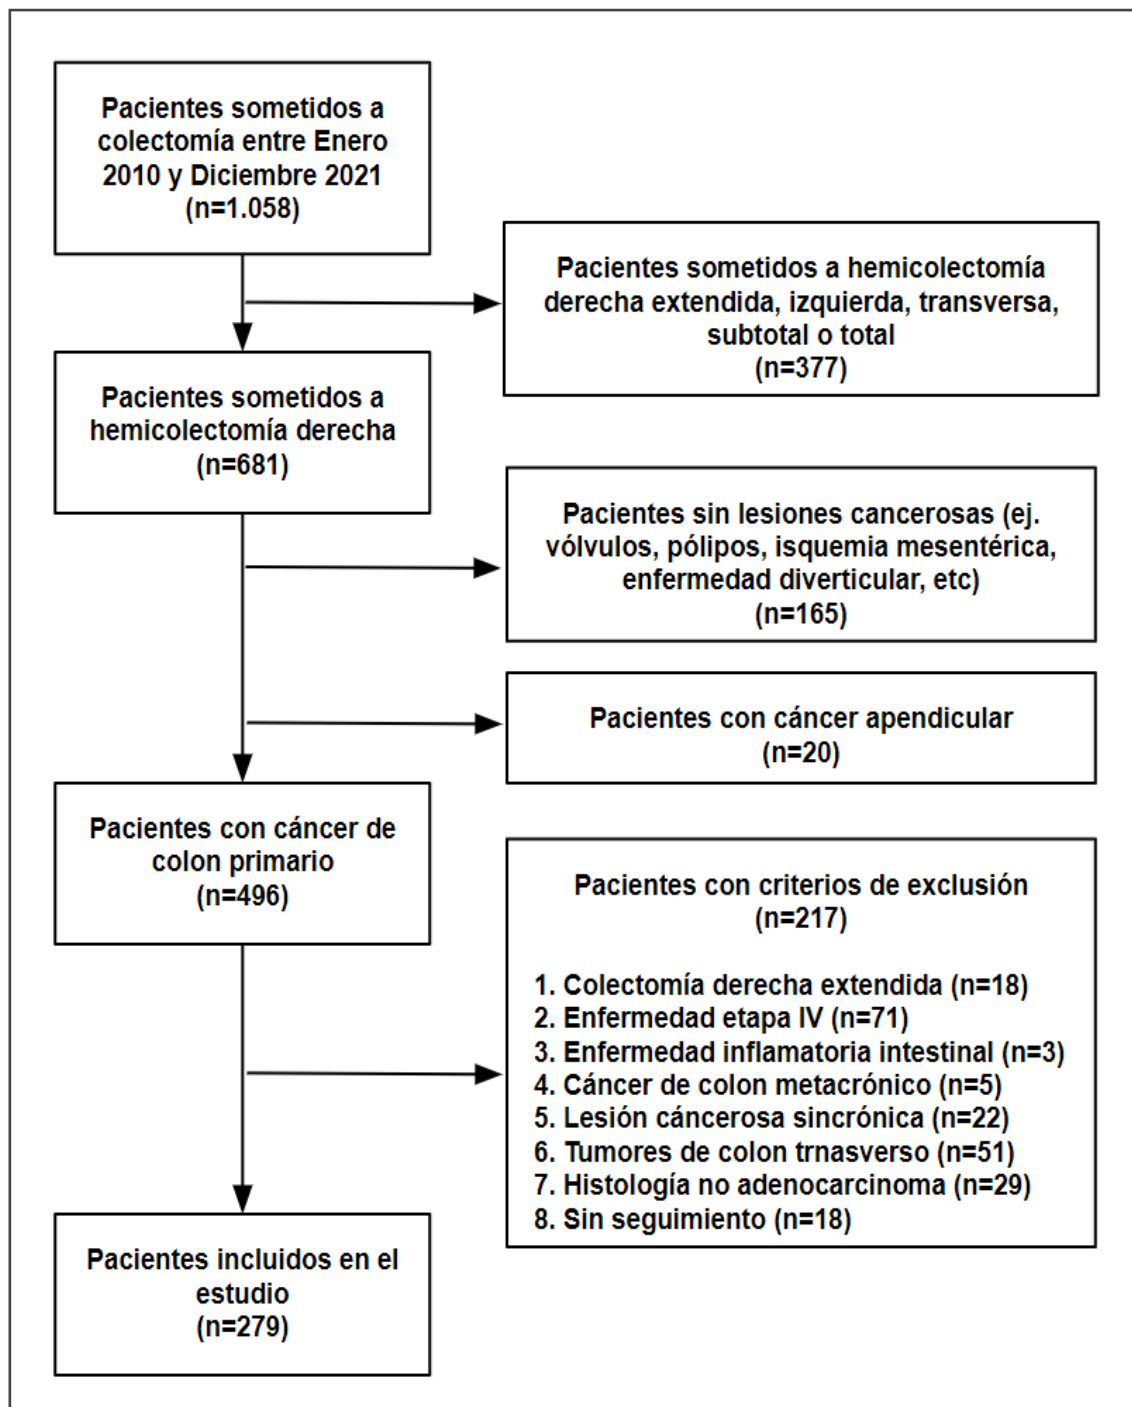 Pacientes sometidos a
colectomía entre Enero
2010 y Diciembre 2021
(n=1.058)
Pacientes sometidos a hemicolectomía
derecha extendida, izquierda, transversa,
subtotal o total
(n=377)
Pacientes sometidos a
hemicolectomía derecha
(n=681)
Pacientes sin lesiones cancerosas (ej.
vólvulos, pólipos, isquemia mesentérica,
enfermedad diverticular, etc)
(n=165)
Pacientes con cáncer apendicular
(n=20)
Pacientes con cáncer de
colon primario
(n=496)
Pacientes con criterios de exclusión
(n=217)
1. Colectomía derecha extendida (n=18)
2. Enfermedad etapa IV (n=71)
3. Enfermedad inflamatoria intestinal (n=3)
4. Cáncer de colon metacrónico (n=5)
5. Lesión cáncerosa sincrónica (n=22)
6. Tumores de colon trnasverso (n=51)
7. Histología no adenocarcinoma (n=29)
8. Sin seguimiento (n=18)
Pacientes incluidos en el
estudio
(n=279)